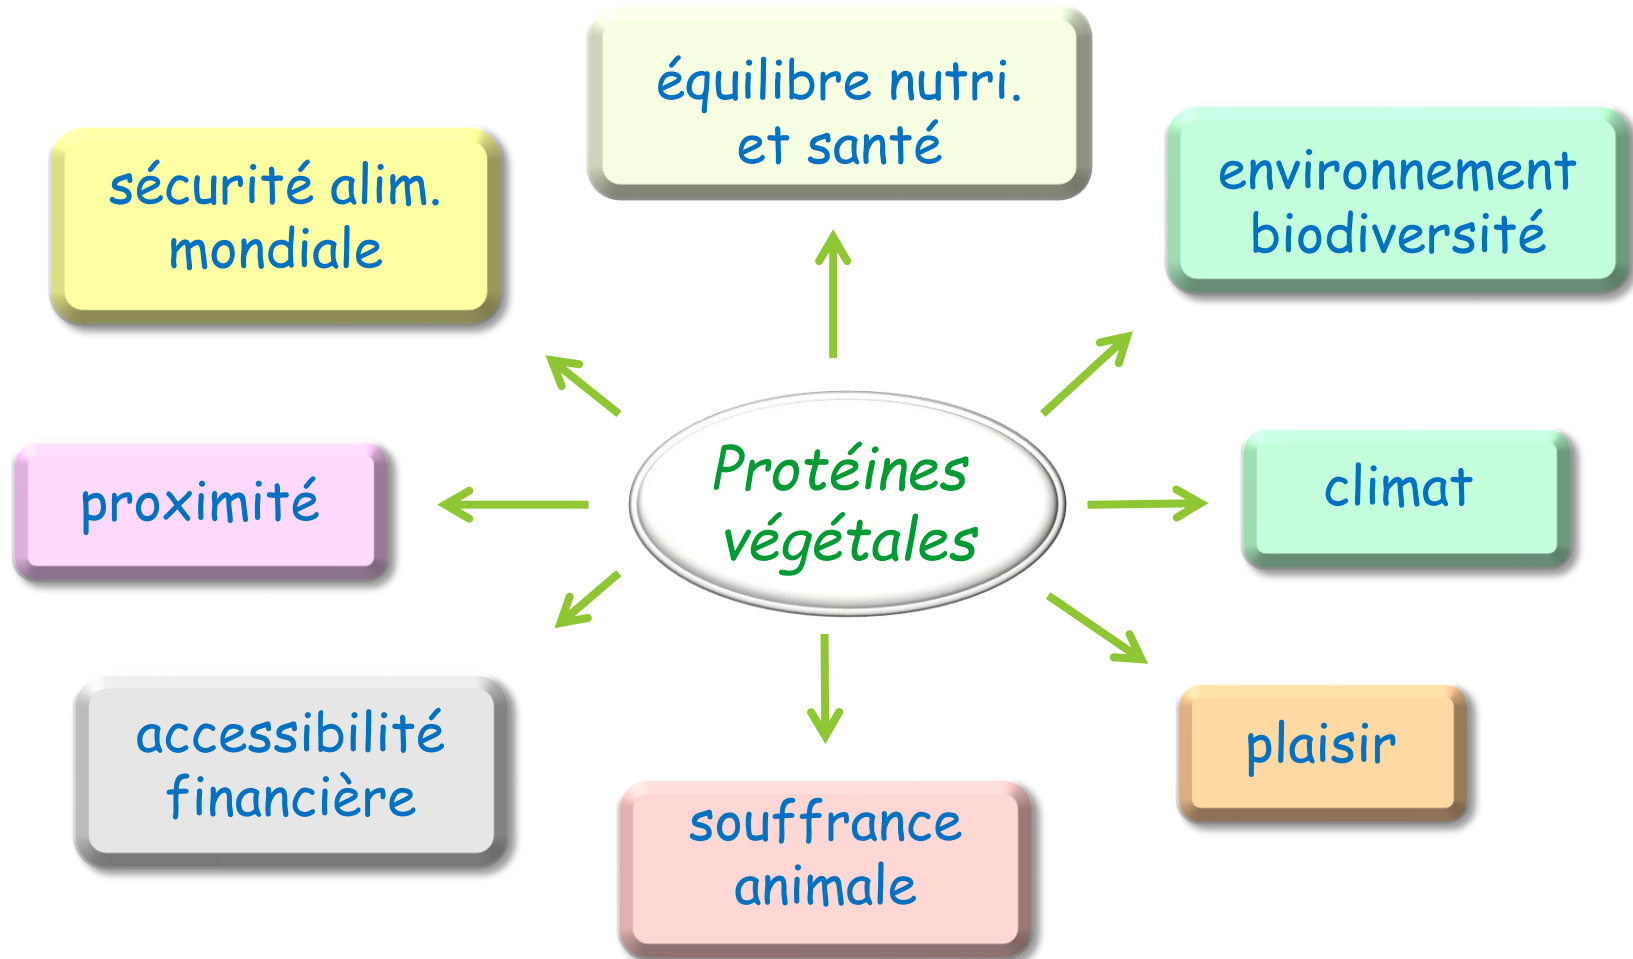 équilibre nutri.
et santé
sécurité alim.
mondiale
environnement
biodiversité
Protéines
végétales
proximité
climat
accessibilité
financière
plaisir
souffrance
animale